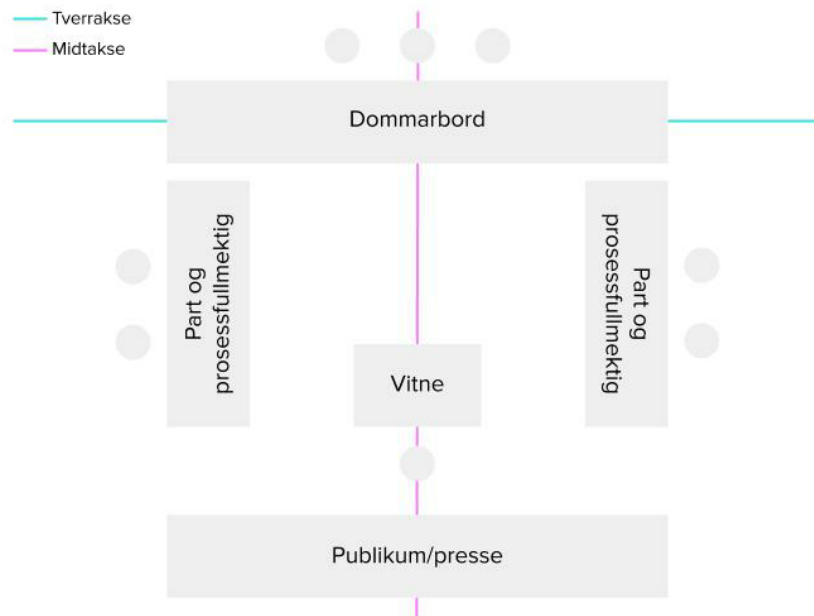 Tverrakse
Midtakse
Dommarbord
Part og
prosessfullmektig
Part og
prosessfullmektig
Vitne
Publikum/presse